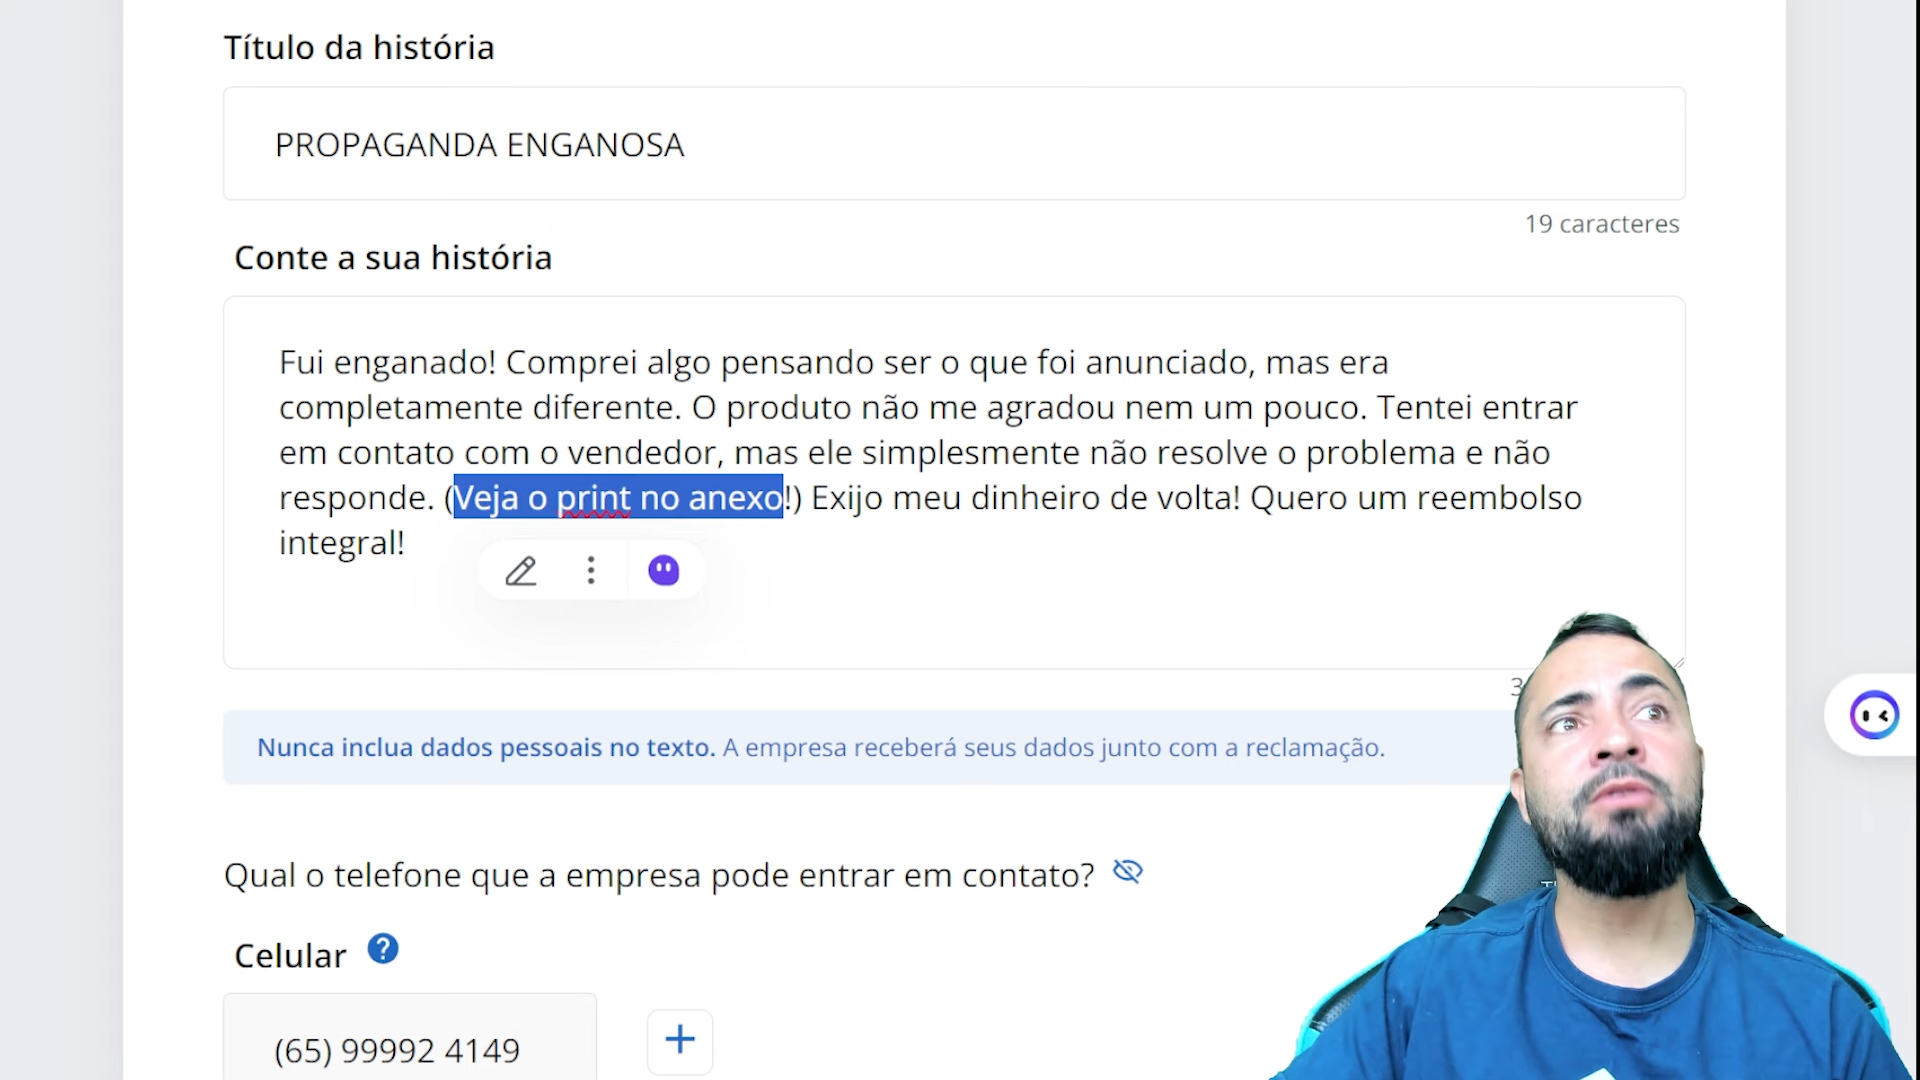 Título da história
PROPAGANDA ENGANOSA
19 caracteres
Conte a sua história
Fui enganado! Comprei algo pensando ser o que foi anunciado, mas era
completamente diferente. O produto não me agradou nem um pouco. Tentei entrar
em contato com o vendedor, mas ele simplesmente não resolve o problema e não
responde. (Veja o print no anexo!) Exijo meu dinheiro de volta! Quero um reembolso
integral!
Nunca inclua dados pessoais no texto. A empresa receberá seus dados junto com a reclamação.
Qual o telefone que a empresa pode entrar em contato?
Celular ?
(65) 99992 4149 +